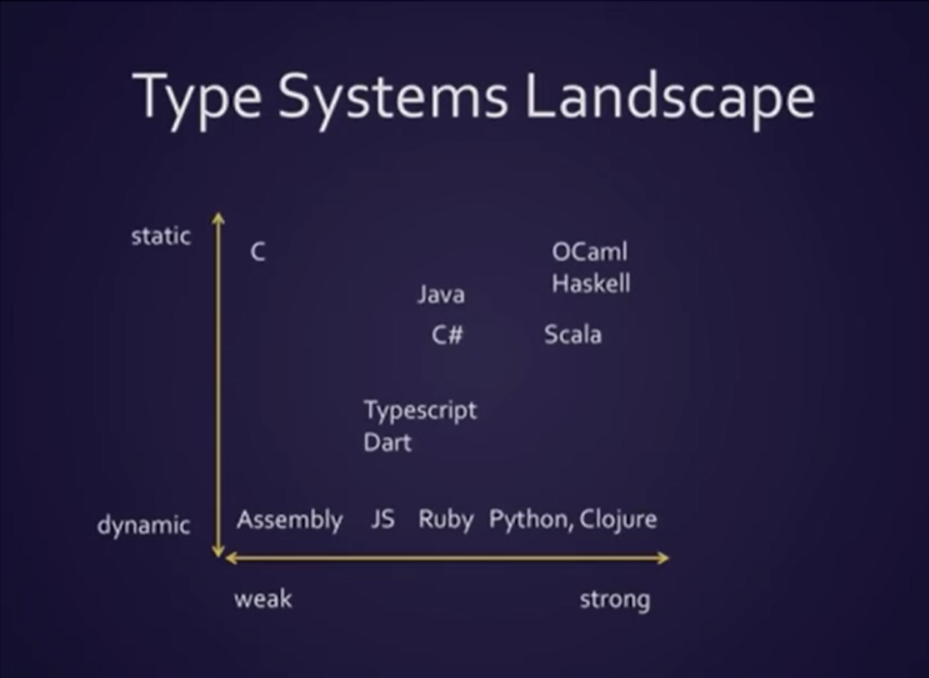 Type Systems Landscape
static
C
OCaml
Haskell
Java
C#
Scala
Typescript
Dart
dynamic
Assembly JS Ruby Python, Clojure
weak
strong